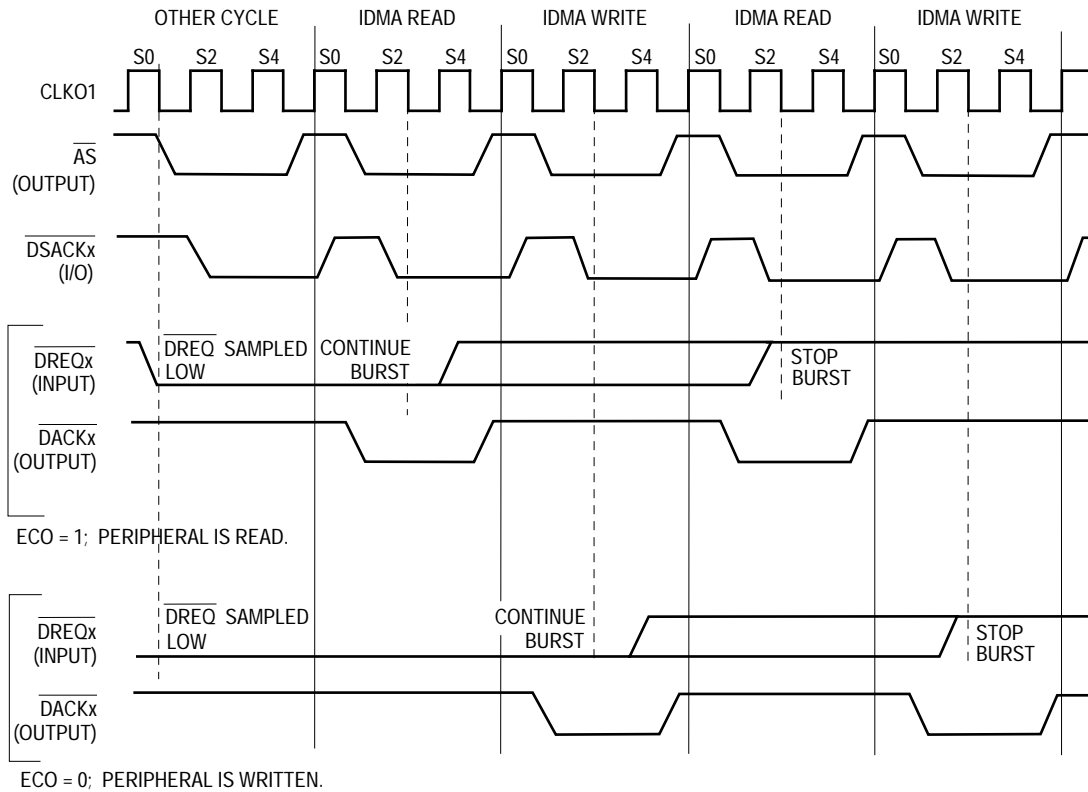 OTHER CYCLE IDMA READ IDMA WRITE IDMA READ IDMA WRITE
S0 S2 S4 S0 S2 S4 S0 S2 S4 S0 S2 S4 S0 S2 S4
CLKO1
AS
(OUTPUT)
DSACKx
(I/O)
DREQx
(INPUT)
DREQ SAMPLED
LOW
CONTINUE
BURST
STOP
BURST
DACKx
(OUTPUT)
ECO = 1; PERIPHERAL IS READ.
DREQx
(INPUT)
DREQ SAMPLED
LOW
CONTINUE
BURST
STOP
BURST
DACKx
(OUTPUT)
ECO = 0; PERIPHERAL IS WRITTEN.